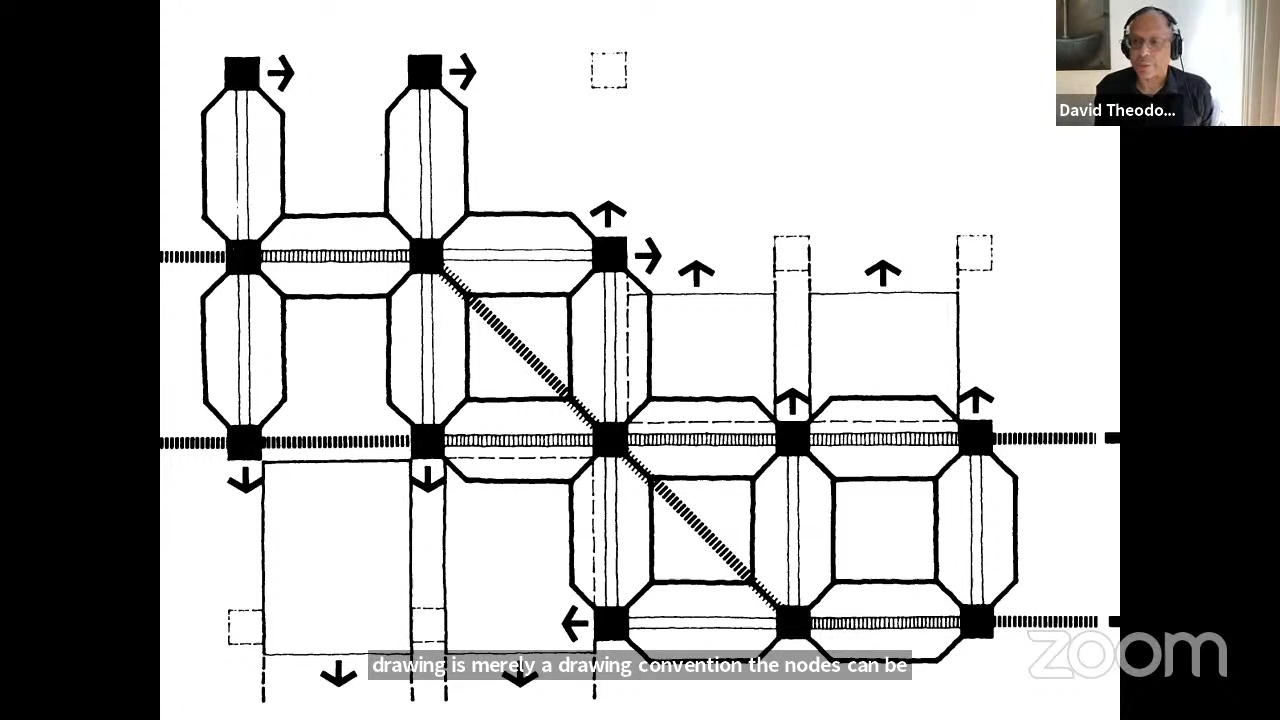 David Theodo...
drawing is merely a drawing convention the nodes can be
zoom